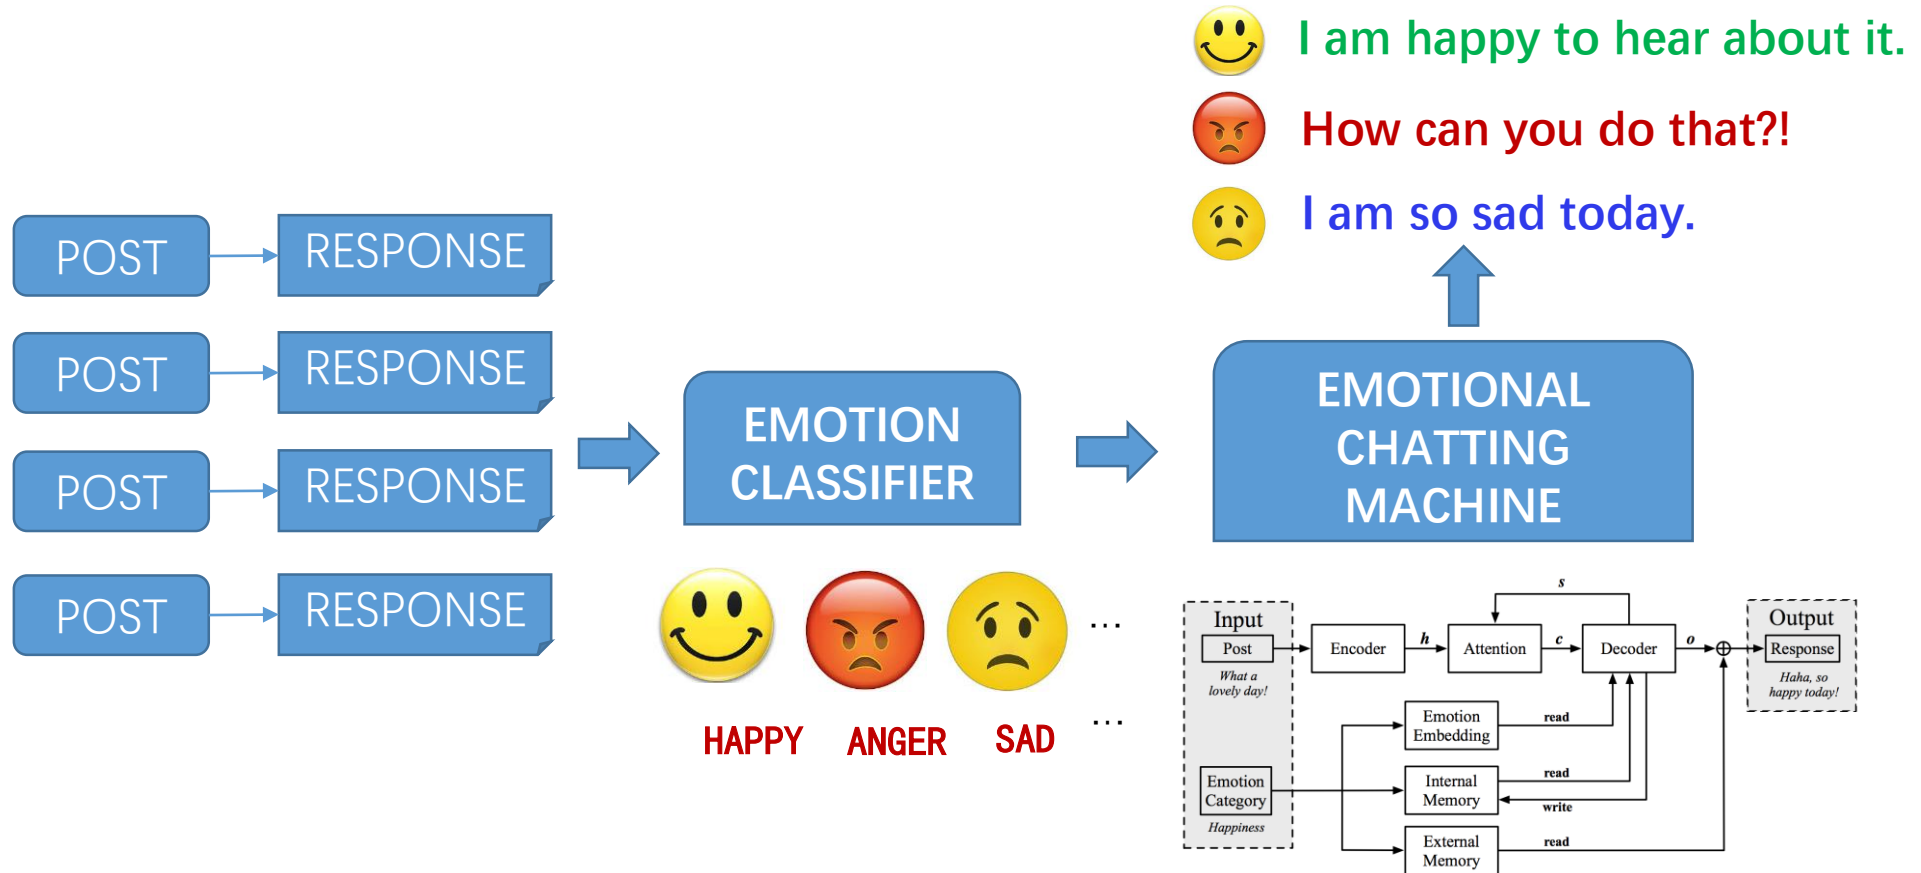 I am happy to hear about it.
How can you do that?!
I am so sad today.
POST
RESPONSE
POST
RESPONSE
POST
RESPONSE
POST
RESPONSE
EMOTION
CLASSIFIER
...
HAPPY
ANGER
SAD
...
EMOTIONAL
CHATTING
MACHINE
Input
Post
What a
lovely day!
Emotion
Category
Happiness
Encoder
h
Attention
c
s
Decoder
o
Output
Response
Haha, so
happy today!
Emotion
Embedding
read
Internal
Memory
read
write
External
Memory
read